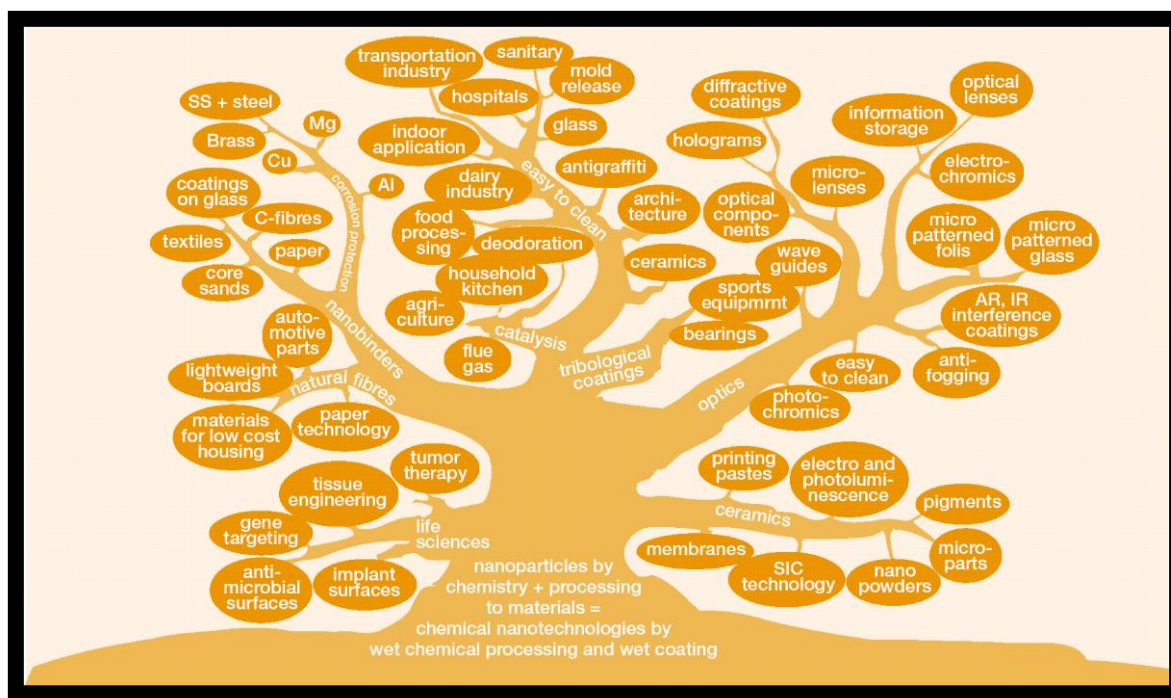 transportation
industry
sanitary
mold
release
hospitals
glass
indoor
application
antigraffiti
dairy
industry
easy to clean
archi-
tecture
food
proces-
sing
deodoration
household
kitchen
ceramics
agri-
culture
catalysis
flue
gas
SS + steel
Mg
Brass
Cu
Al
corrosion protection
coatings
on glass
C-fibres
textiles
paper
core
sands
nanobinders
auto-
motive
parts
lightweight
boards
natural fibres
materials
for low cost
housing
paper
technology
tribological
coatings
sports
equipmrnt
bearings
diffractive
coatings
holograms
micro-
lenses
optical
compo-
nents
wave
guides
information
storage
optical
lenses
electro-
chromics
micro
patterned
folis
micro
patterned
glass
AR, IR
interference
coatings
anti-
fogging
easy
to clean
photo-
chromics
optics
tumor
therapy
tissue
engineering
gene
targeting
life
sciences
anti-
microbial
surfaces
implant
surfaces
printing
pastes
electro and
photolumi-
nescence
pigments
ceramics
membranes
SIC
technology
nano
powders
micro-
parts
nanoparticles by
chemistry + processing
to materials =
chemical nanotechnologies by
wet chemical processing and wet coating